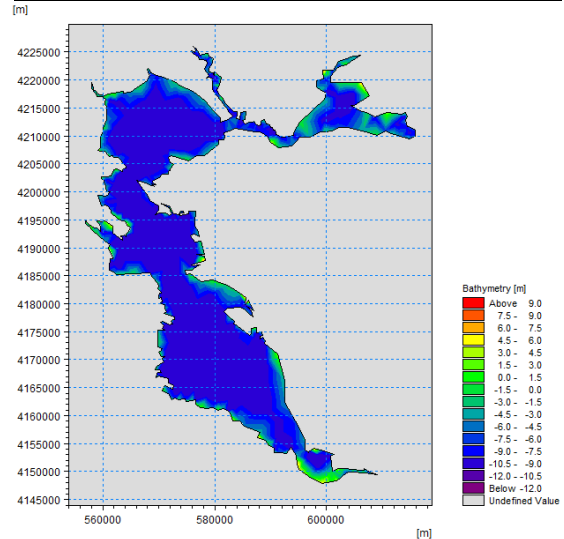 [m]
4225000
4220000
4215000
4210000
4205000
4200000
4195000
4190000
4185000
4180000
4175000
4170000
4165000
4160000
4155000
4150000
4145000
560000 580000 600000
[m]
Bathymetry [m]
Above 9.0
7.5 - 9.0
6.0 - 7.5
4.5 - 6.0
3.0 - 4.5
1.5 - 3.0
0.0 - 1.5
-1.5 - 0.0
-3.0 - -1.5
-4.5 - -3.0
-6.0 - -4.5
-7.5 - -6.0
-9.0 - -7.5
-10.5 - -9.0
-12.0 - -10.5
Below -12.0
Undefined Value